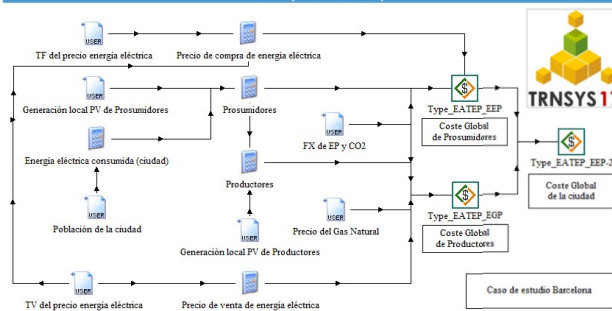 USER
TF del precio energía eléctrica
Precio de compra de energía eléctrica
USER
Generación local PV de Prosumidores
Prosumidores
Type_EATEP_EEP
Coste Global
de Prosumidores
TRNSYS 17
USER
FX de EP y CO2
Energía eléctrica consumida (ciudad)
Type_EATEP_EEP-2
Coste Global
de la ciudad
Productores
USER
Población de la ciudad
USER
Generación local PV de Productores
USER
Precio del Gas Natural
Type_EATEP_EGP
Coste Global
de Productores
USER
TV del precio energía eléctrica
Precio de venta de energía eléctrica
Caso de estudio Barcelona